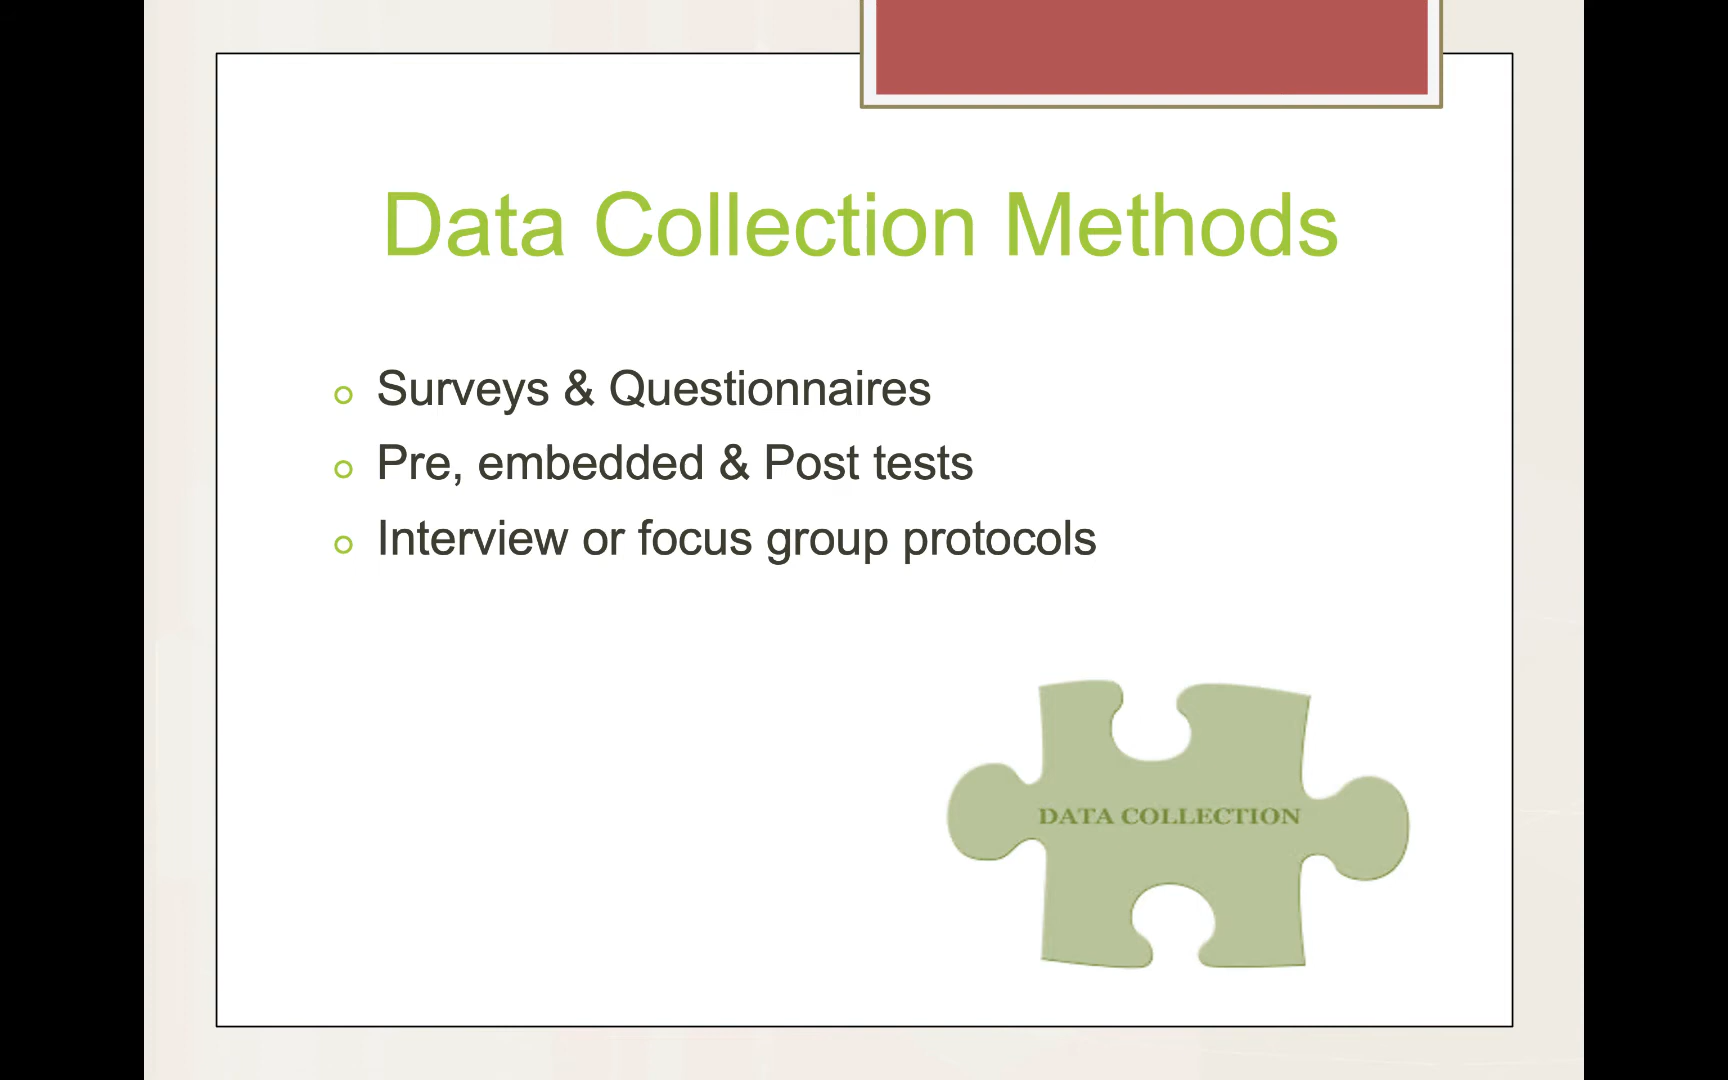 Data Collection Methods
Surveys & Questionnaires
Pre, embedded & Post tests
Interview or focus group protocols
DATA COLLECTION